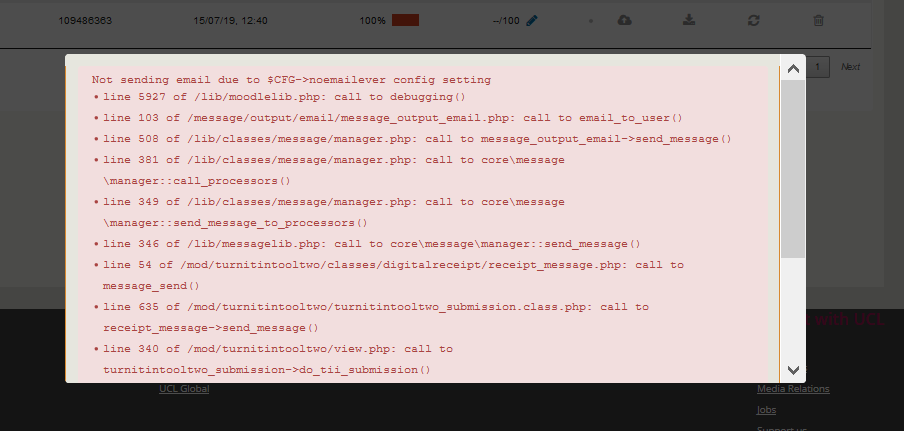 109486363 15/07/19, 12:40 100% --/100
Not sending email due to $CFG->noemailever config setting
• line 5927 of /lib/moodlelib.php: call to debugging()
• line 103 of /message/output/email/message_output_email.php: call to email_to_user()
• line 508 of /lib/classes/message/manager.php: call to message_output_email->send_message()
• line 381 of /lib/classes/message/manager.php: call to core\message
\manager::call_processors()
• line 349 of /lib/classes/message/manager.php: call to core\message
\manager::send_message_to_processors()
• line 346 of /lib/messagelib.php: call to core\message\manager::send_message()
• line 54 of /mod/turnitintooltwo/classes/digitalreceipt/receipt_message.php: call to
message_send()
• line 635 of /mod/turnitintooltwo/turnitintooltwo_submission.class.php: call to
receipt_message->send_message()
• line 340 of /mod/turnitintooltwo/view.php: call to
turnitintooltwo_submission->do_tii_submission()
1 Next
with UCL
UCL Global
Media Relations
Jobs
Support us